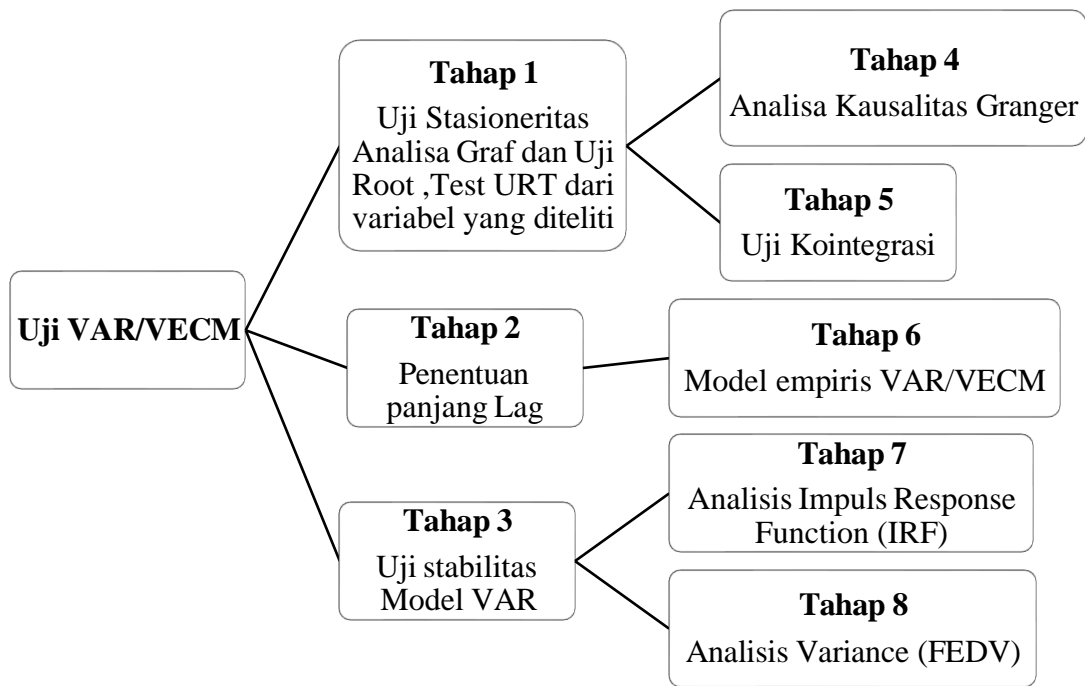 Uji VAR/VECM
Tahap 1
Uji Stasioneritas
Analisa Graf dan Uji
Root ,Test URT dari
variabel yang diteliti
Tahap 4
Analisa Kausalitas Granger
Tahap 5
Uji Kointegrasi
Tahap 2
Penentuan
panjang Lag
Tahap 6
Model empiris VAR/VECM
Tahap 3
Uji stabilitas
Model VAR
Tahap 7
Analisis Impuls Response
Function (IRF)
Tahap 8
Analisis Variance (FEDV)